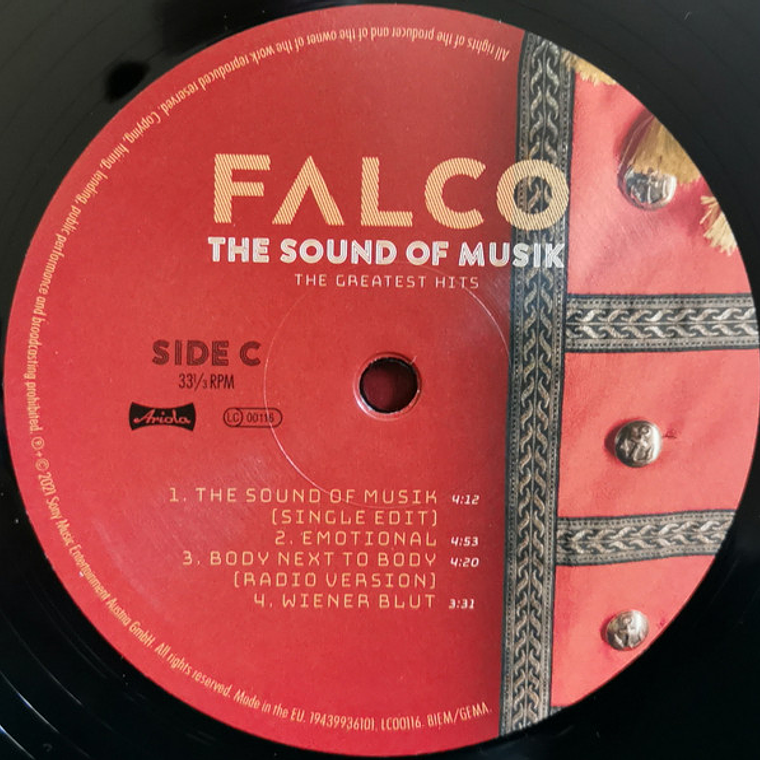 FALCO
THE SOUND OF MUSIK
THE GREATEST HITS
SIDE C
33 1/3 RPM
Ariola
LC 00116
1. THE SOUND OF MUSIK 4:12
(SINGLE EDIT)
2. EMOTIONAL 4:53
3. BODY NEXT TO BODY 4:20
(RADIO VERSION)
4. WIENER BLUT 3:31
All rights of the producer and of the owner of the work reproduced reserved. Copying, hiring, lending, public performance and broadcasting prohibited. ℗ + © 2021 Sony Music Entertainment Austria GmbH. All rights reserved. Made in the EU. 19439936101. LC00116. BIEM/GEMA.